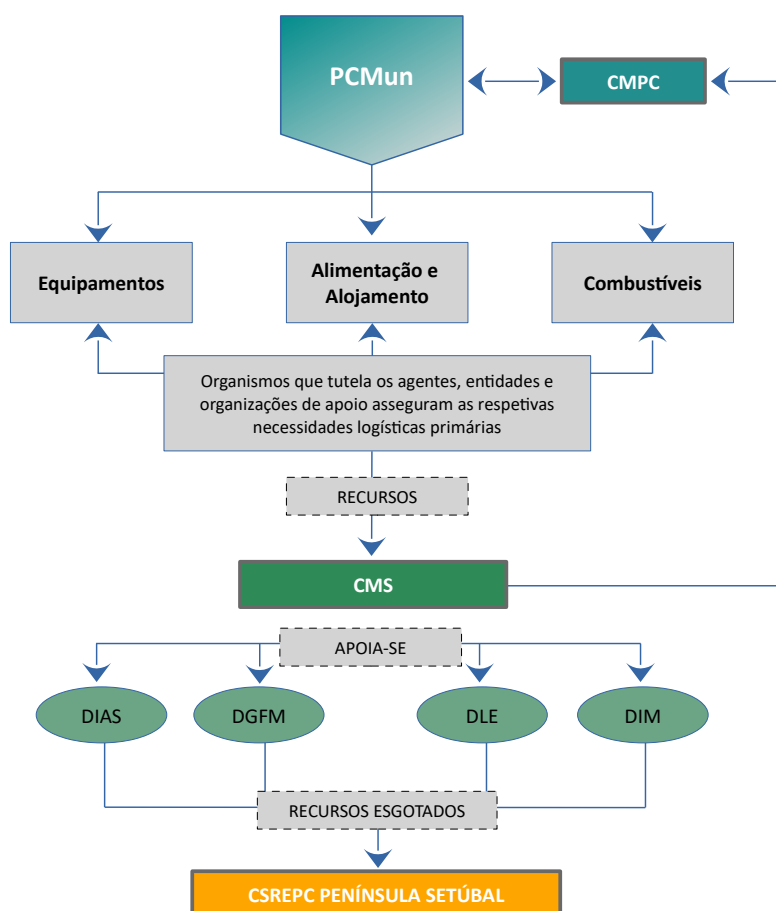 PCMun
CMPC
Equipamentos
Alimentação e
Alojamento
Combustíveis
Organismos que tutela os agentes, entidades e
organizações de apoio asseguram as respetivas
necessidades logísticas primárias
RECURSOS
CMS
APOIA-SE
DIAS
DGFM
DLE
DIM
RECURSOS ESGOTADOS
CSREPC PENÍNSULA SETÚBAL